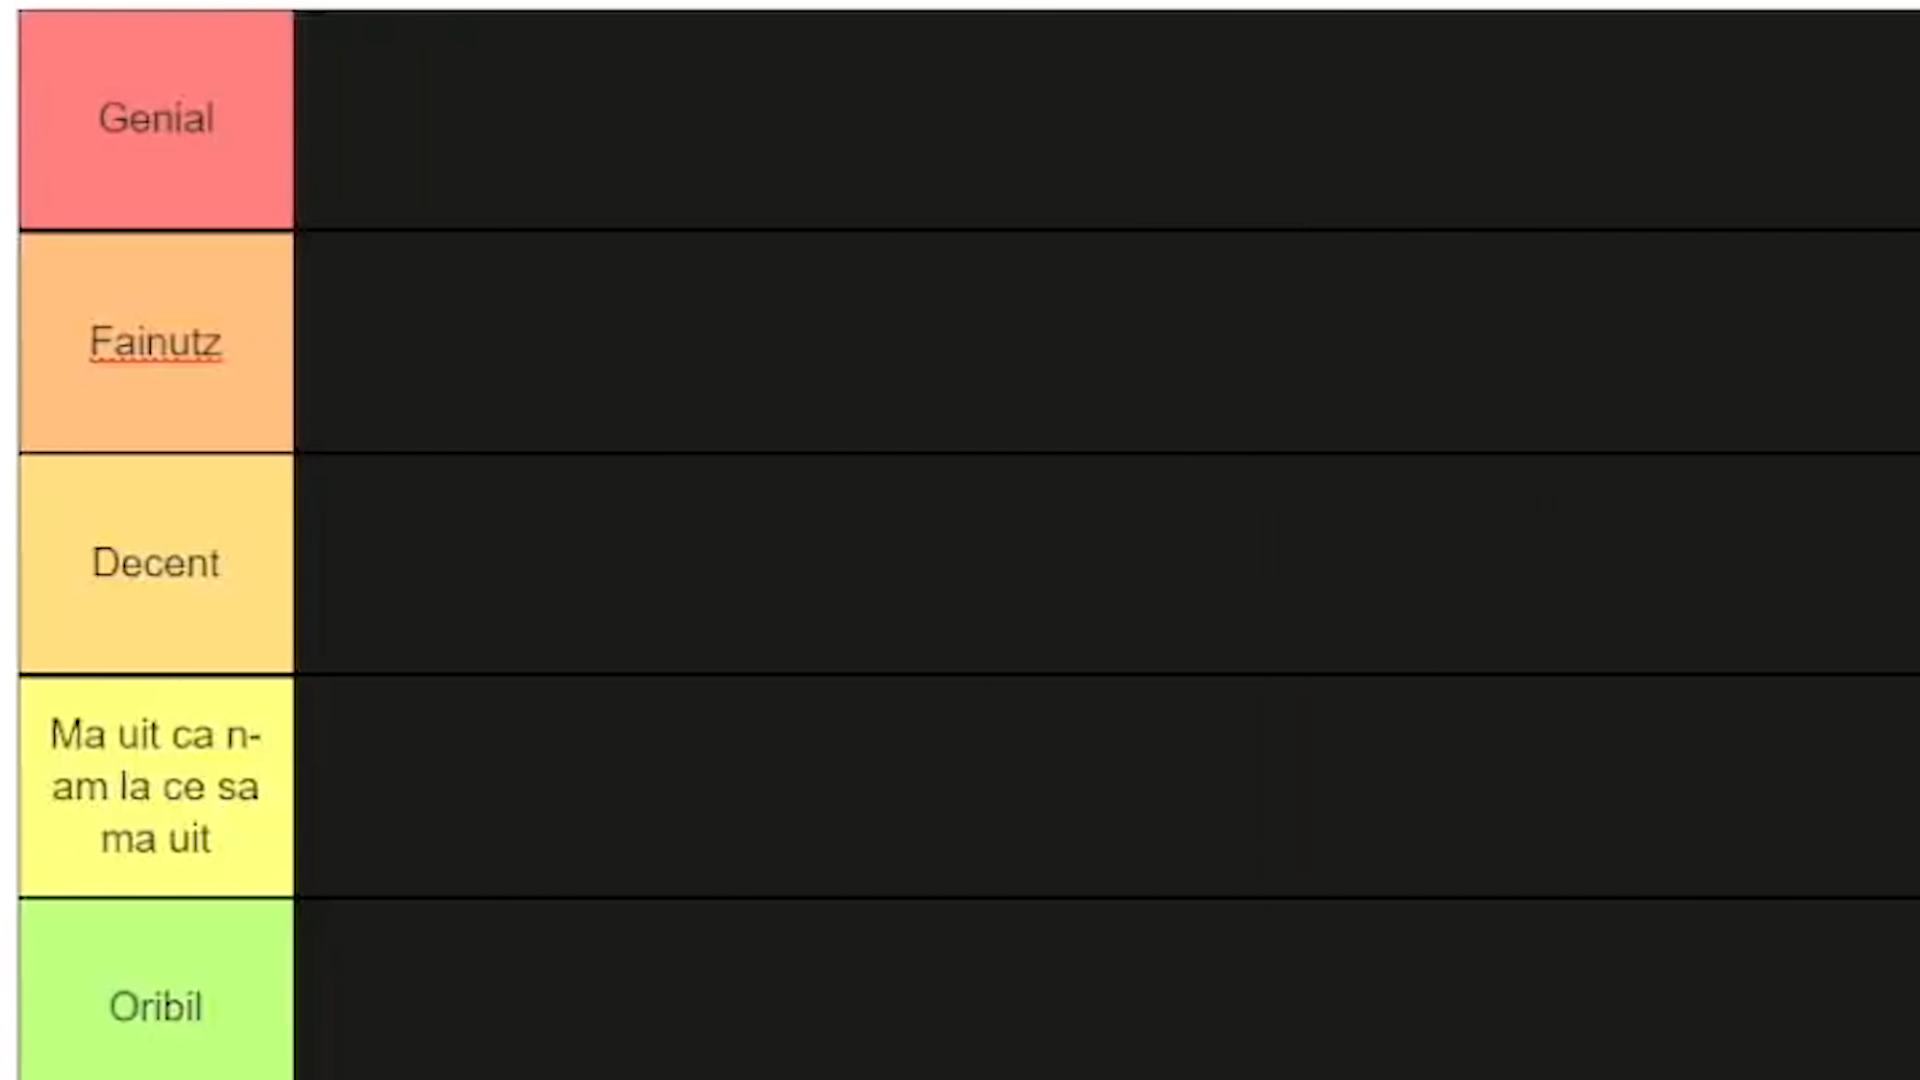 Genial
Fainutz
Decent
Ma uit ca n-
am la ce sa
ma uit
Oribil